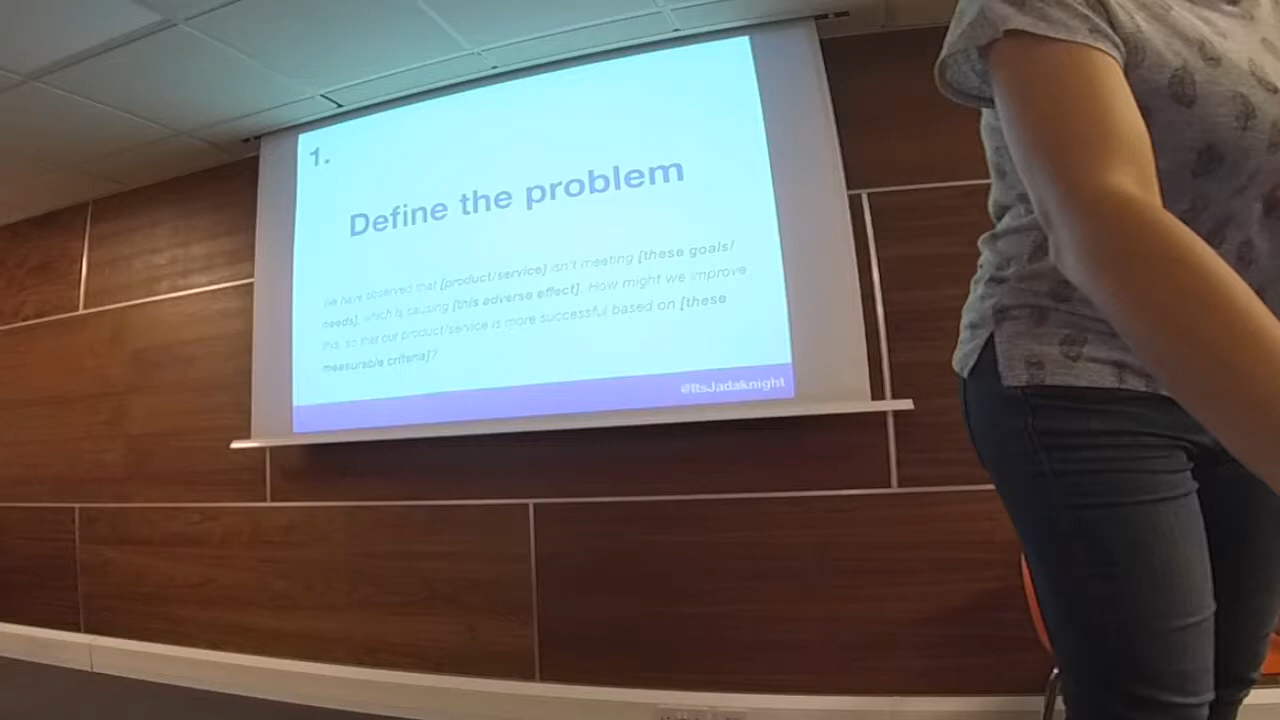 1.
Define the problem
We have observed that [product/service] isn't meeting [these goals/
needs], which is causing [this adverse effect]. How might we improve
this, so that our product/service is more successful based on [these
measurable criteria]?
@ItsJadaknight